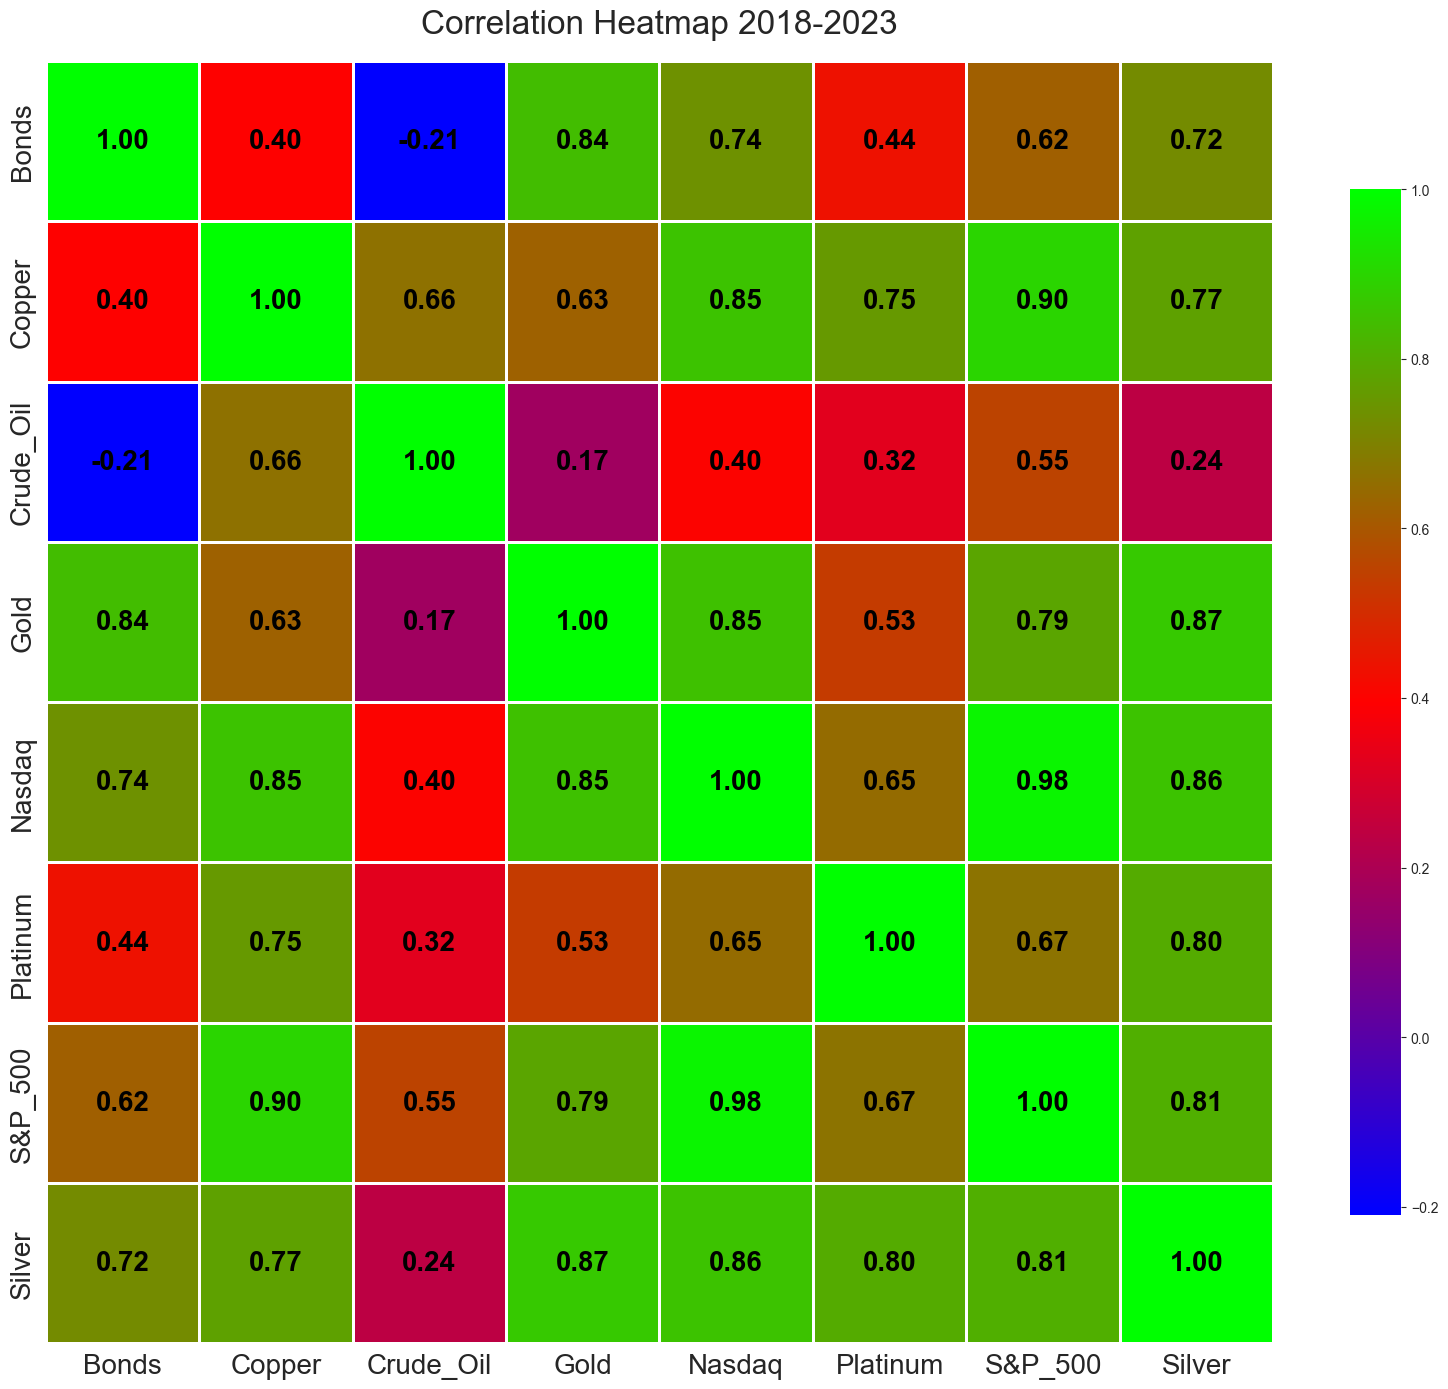 Correlation Heatmap 2018-2023
Bonds
1.00 0.40 -0.21 0.84 0.74 0.44 0.62 0.72
Copper
0.40 1.00 0.66 0.63 0.85 0.75 0.90 0.77
Crude_Oil
-0.21 0.66 1.00 0.17 0.40 0.32 0.55 0.24
Gold
0.84 0.63 0.17 1.00 0.85 0.53 0.79 0.87
Nasdaq
0.74 0.85 0.40 0.85 1.00 0.65 0.98 0.86
Platinum
0.44 0.75 0.32 0.53 0.65 1.00 0.67 0.80
S&P_500
0.62 0.90 0.55 0.79 0.98 0.67 1.00 0.81
Silver
0.72 0.77 0.24 0.87 0.86 0.80 0.81 1.00
Bonds Copper Crude_Oil Gold Nasdaq Platinum S&P_500 Silver
1.0
0.8
0.6
0.4
0.2
0.0
−0.2